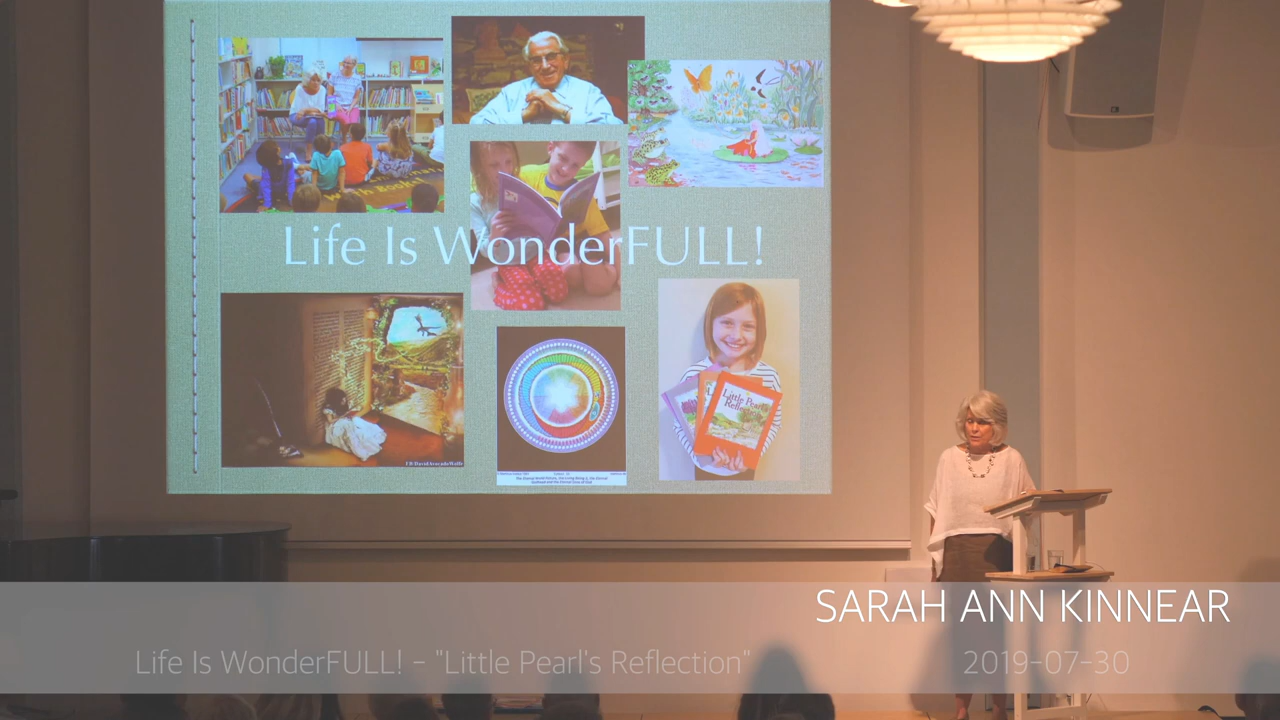 Life Is WonderFULL!
Little Pearl's
Reflection
SARAH ANN KINNEAR
Life Is WonderFULL! - "Little Pearl's Reflection"
2019-07-30